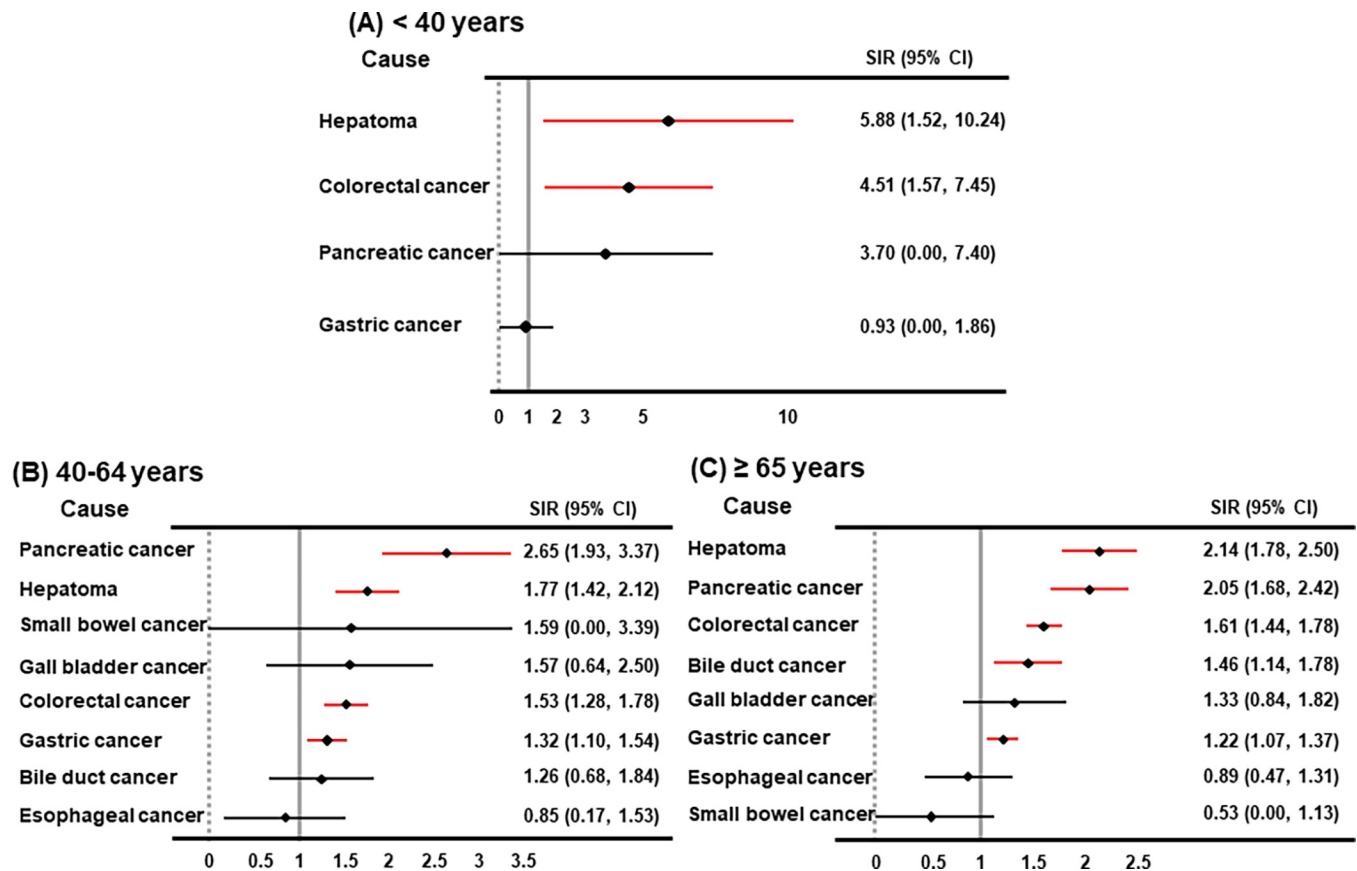 (A) < 40 years
Cause SIR (95% CI)
Hepatoma 5.88 (1.52, 10.24)
Colorectal cancer 4.51 (1.57, 7.45)
Pancreatic cancer 3.70 (0.00, 7.40)
Gastric cancer 0.93 (0.00, 1.86)
0 1 2 3 5 10
(B) 40-64 years
Cause SIR (95% CI)
Pancreatic cancer 2.65 (1.93, 3.37)
Hepatoma 1.77 (1.42, 2.12)
Small bowel cancer 1.59 (0.00, 3.39)
Gall bladder cancer 1.57 (0.64, 2.50)
Colorectal cancer 1.53 (1.28, 1.78)
Gastric cancer 1.32 (1.10, 1.54)
Bile duct cancer 1.26 (0.68, 1.84)
Esophageal cancer 0.85 (0.17, 1.53)
0 0.5 1 1.5 2 2.5 3 3.5
(C) ≥ 65 years
Cause SIR (95% CI)
Hepatoma 2.14 (1.78, 2.50)
Pancreatic cancer 2.05 (1.68, 2.42)
Colorectal cancer 1.61 (1.44, 1.78)
Bile duct cancer 1.46 (1.14, 1.78)
Gall bladder cancer 1.33 (0.84, 1.82)
Gastric cancer 1.22 (1.07, 1.37)
Esophageal cancer 0.89 (0.47, 1.31)
Small bowel cancer 0.53 (0.00, 1.13)
0 0.5 1 1.5 2 2.5